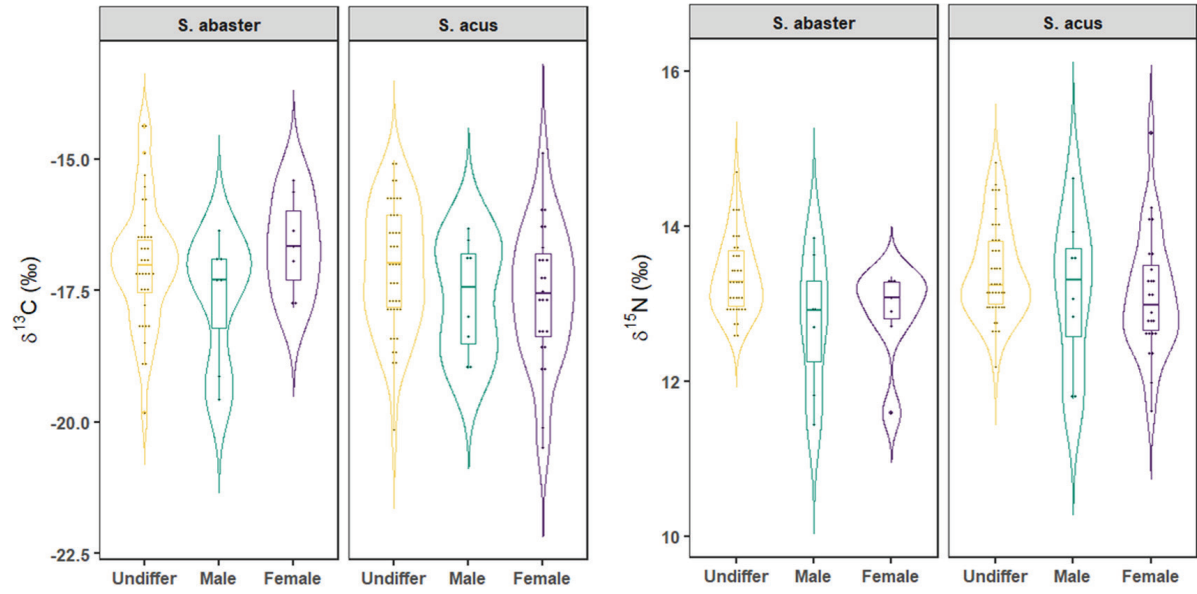 S. abaster
S. acus
δ13C (‰)
-15.0
-17.5
-20.0
-22.5
Undiffer Male Female
Undiffer Male Female
S. abaster
S. acus
δ15N (‰)
16
14
12
10
Undiffer Male Female
Undiffer Male Female